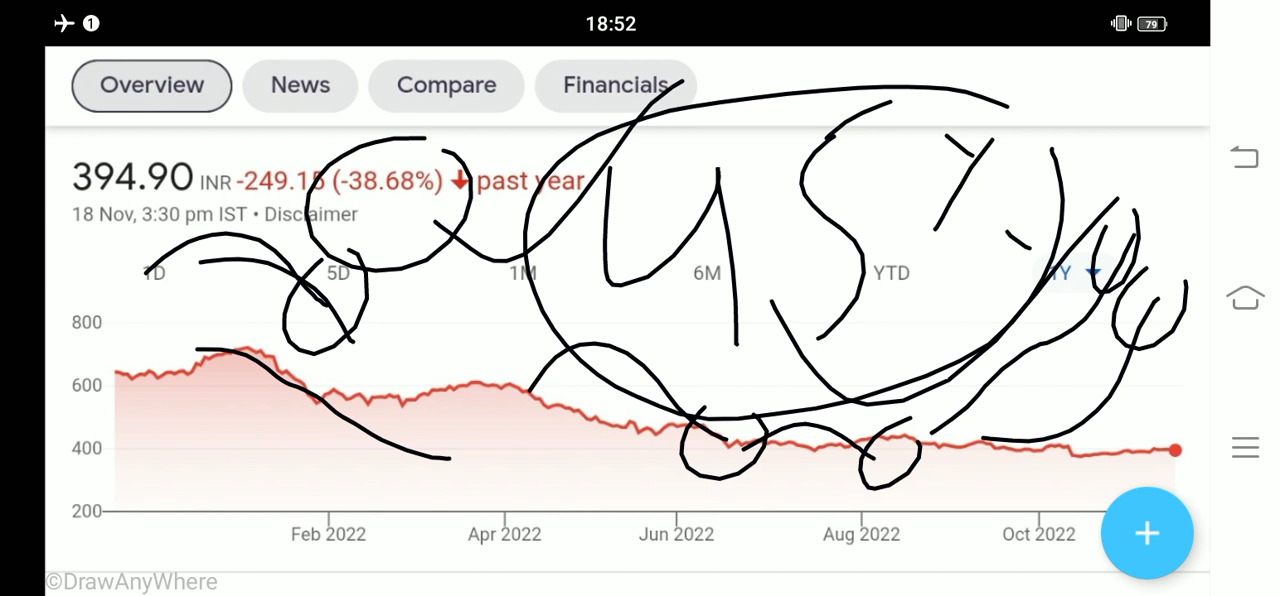 1 18:52 79
Overview News Compare Financials
394.90 INR -249.15 (-38.68%) past year
18 Nov, 3:30 pm IST • Disclaimer
1D 5D 1M 6M YTD 1Y
45%
800
600
400
200
Feb 2022 Apr 2022 Jun 2022 Aug 2022 Oct 2022
+
©DrawAnyWhere